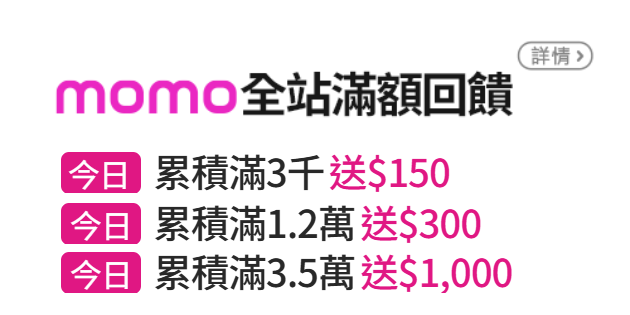 詳情 >
momo全站滿額回饋
今日 累積滿3千 送$150
今日 累積滿1.2萬 送$300
今日 累積滿3.5萬 送$1,000